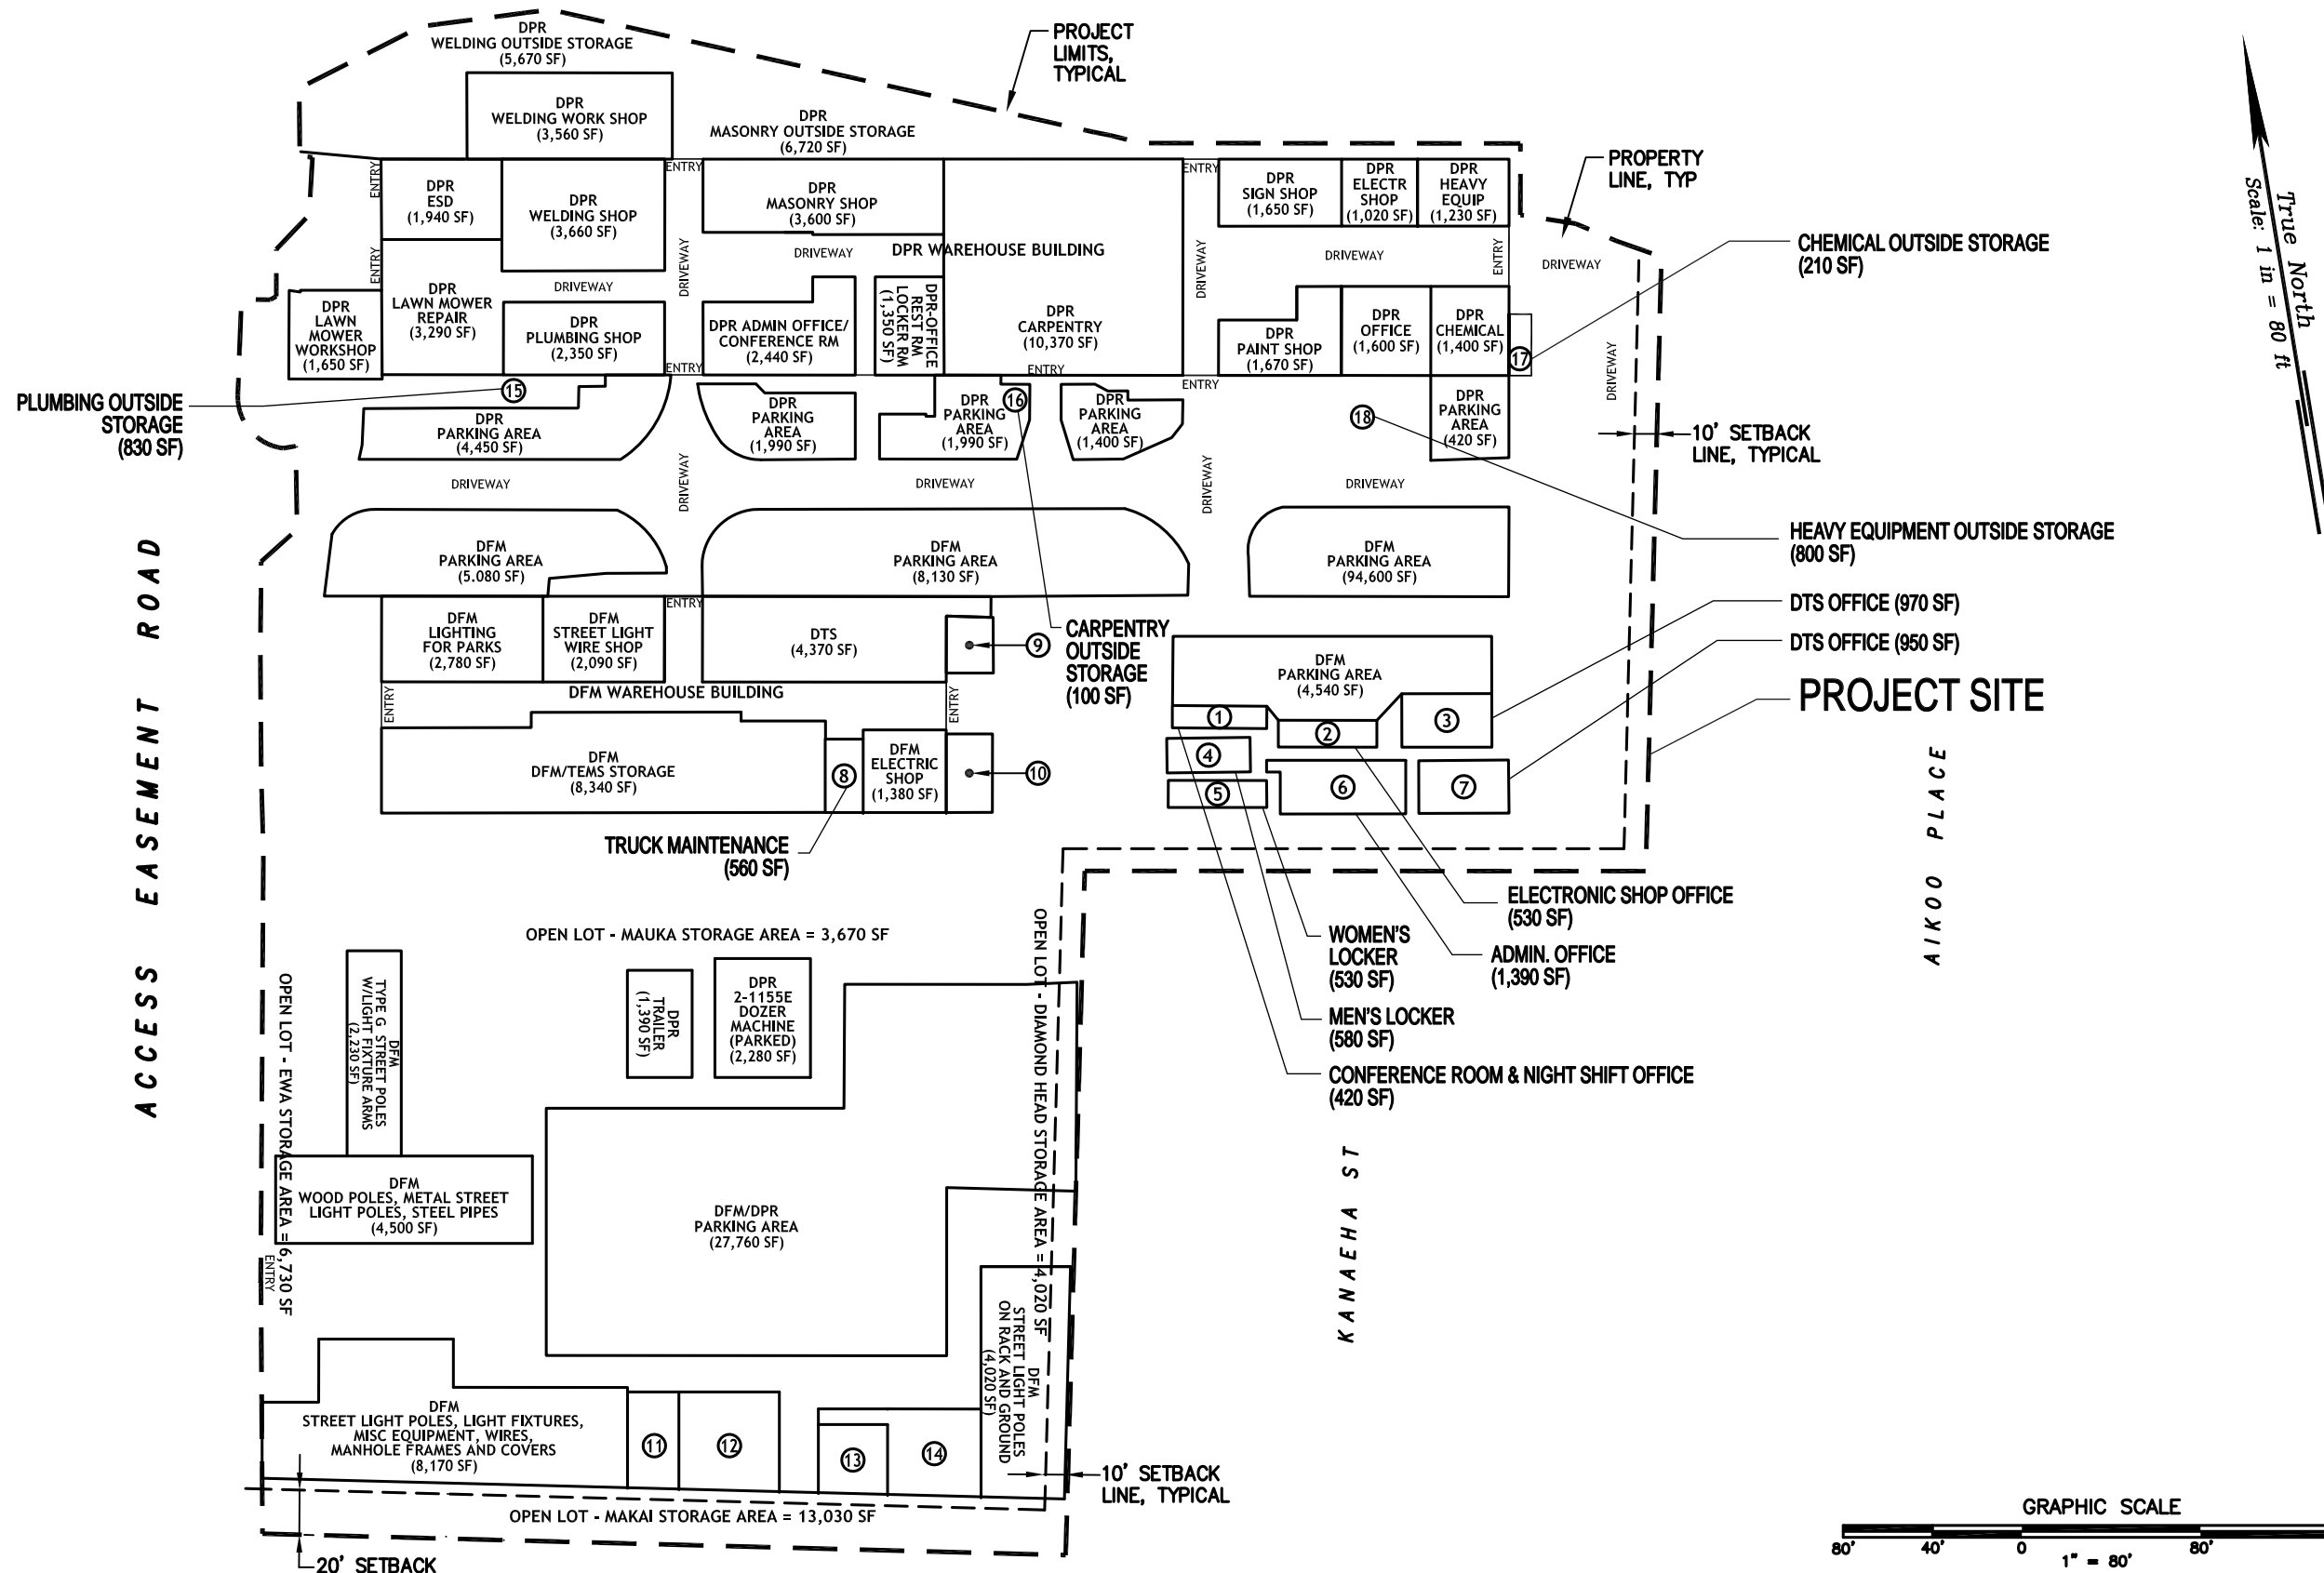 DPR
WELDING OUTSIDE STORAGE
(5,670 SF)
PROJECT
LIMITS,
TYPICAL
DPR
WELDING WORK SHOP
(3,560 SF)
DPR
MASONRY OUTSIDE STORAGE
(6,720 SF)
PROPERTY
LINE, TYP
True North
Scale: 1 in = 80 ft
ENTRY
DPR
ESD
(1,940 SF)
DPR
WELDING SHOP
(3,660 SF)
ENTRY
DPR
MASONRY SHOP
(3,600 SF)
ENTRY
DPR
SIGN SHOP
(1,650 SF)
DPR
ELECTR
SHOP
(1,020 SF)
DPR
HEAVY
EQUIP
(1,230 SF)
ENTRY
DRIVEWAY
DRIVEWAY
DPR WAREHOUSE BUILDING
DRIVEWAY
DRIVEWAY
ENTRY
DRIVEWAY
CHEMICAL OUTSIDE STORAGE
(210 SF)
DPR
LAWN
MOWER
WORKSHOP
(1,650 SF)
DPR
LAWN MOWER
REPAIR
(3,290 SF)
DRIVEWAY
DPR
PLUMBING SHOP
(2,350 SF)
ENTRY
DPR ADMIN OFFICE/
CONFERENCE RM
(2,440 SF)
DPR-OFFICE
REST RM
LOCKER RM
(1,350 SF)
DPR
CARPENTRY
(10,370 SF)
ENTRY
ENTRY
DPR
PAINT SHOP
(1,670 SF)
DPR
OFFICE
(1,600 SF)
DPR
CHEMICAL
(1,400 SF)
17
DRIVEWAY
PLUMBING OUTSIDE
STORAGE
(830 SF)
15
DPR
PARKING AREA
(4,450 SF)
DPR
PARKING
AREA
(1,990 SF)
DPR
PARKING
AREA
(1,990 SF)
16
DPR
PARKING
AREA
(1,400 SF)
18
DPR
PARKING
AREA
(420 SF)
10' SETBACK
LINE, TYPICAL
DRIVEWAY
DRIVEWAY
DRIVEWAY
DRIVEWAY
DRIVEWAY
HEAVY EQUIPMENT OUTSIDE STORAGE
(800 SF)
DFM
PARKING AREA
(5.080 SF)
DFM
PARKING AREA
(8,130 SF)
DFM
PARKING AREA
(94,600 SF)
DTS OFFICE (970 SF)
DTS OFFICE (950 SF)
PROJECT SITE
ACCESS EASEMENT ROAD
DFM
LIGHTING
FOR PARKS
(2,780 SF)
DFM
STREET LIGHT
WIRE SHOP
(2,090 SF)
ENTRY
DTS
(4,370 SF)
9
CARPENTRY
OUTSIDE
STORAGE
(100 SF)
DFM
PARKING AREA
(4,540 SF)
ENTRY
DFM WAREHOUSE BUILDING
ENTRY
1
2
3
4
5
6
7
DFM
DFM/TEMS STORAGE
(8,340 SF)
8
DFM
ELECTRIC
SHOP
(1,380 SF)
10
TRUCK MAINTENANCE
(560 SF)
AIKOO PLACE
ELECTRONIC SHOP OFFICE
(530 SF)
WOMEN'S
LOCKER
(530 SF)
ADMIN. OFFICE
(1,390 SF)
MEN'S LOCKER
(580 SF)
CONFERENCE ROOM & NIGHT SHIFT OFFICE
(420 SF)
OPEN LOT - MAUKA STORAGE AREA = 3,670 SF
OPEN LOT - EWA STORAGE AREA = 6,730 SF
ENTRY
DFM
TYPE G STREET POLES
W/LIGHT FIXTURE ARMS
(2,230 SF)
DPR
TRAILER
(1,390 SF)
DPR
2-1155E
DOZER
MACHINE
(PARKED)
(2,280 SF)
OPEN LOT - DIAMOND HEAD STORAGE AREA = 4,020 SF
KANAEHA ST
DFM
WOOD POLES, METAL STREET
LIGHT POLES, STEEL PIPES
(4,500 SF)
DFM/DPR
PARKING AREA
(27,760 SF)
DFM
STREET LIGHT POLES
ON RACK AND GROUND
(4,020 SF)
DFM
STREET LIGHT POLES, LIGHT FIXTURES,
MISC EQUIPMENT, WIRES,
MANHOLE FRAMES AND COVERS
(8,170 SF)
11
12
13
14
10' SETBACK
LINE, TYPICAL
OPEN LOT - MAKAI STORAGE AREA = 13,030 SF
20' SETBACK
GRAPHIC SCALE
80' 40' 0 80'
1" = 80'